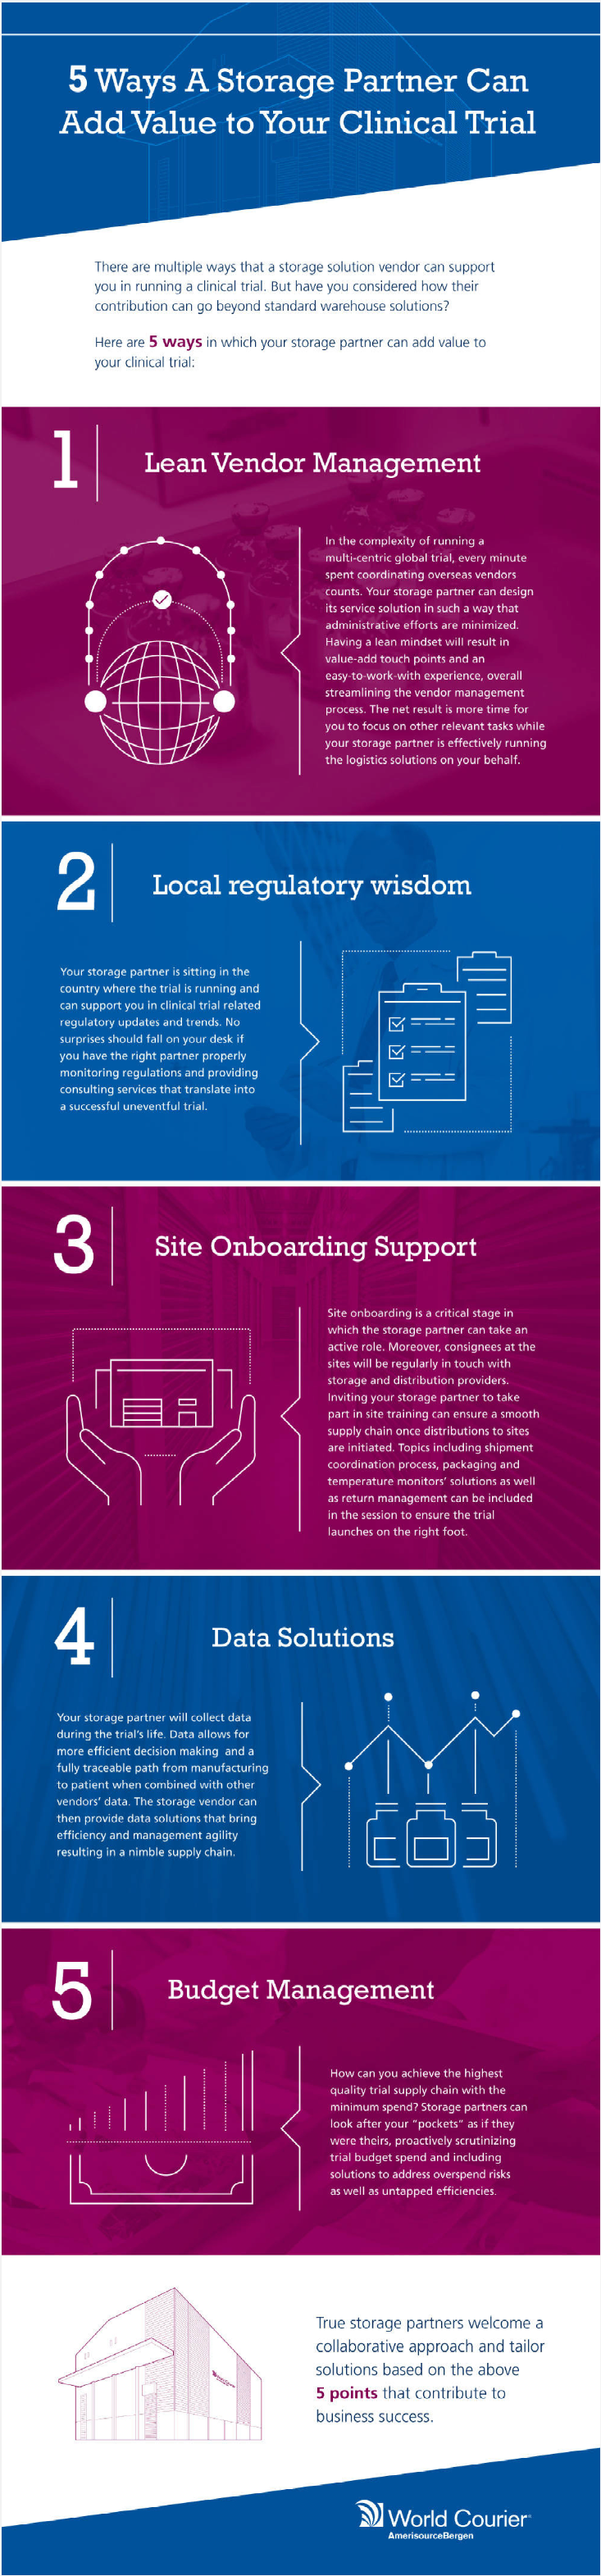 5 Ways A Storage Partner Can
Add Value to Your Clinical Trial
There are multiple ways that a storage solution vendor can support
you in running a clinical trial. But have you considered how their
contribution can go beyond standard warehouse solutions?
Here are 5 ways in which your storage partner can add value to
your clinical trial:
1
Lean Vendor Management
In the complexity of running a
multi-centric global trial, every minute
spent coordinating overseas vendors
counts. Your storage partner can design
its service solution in such a way that
administrative efforts are minimized.
Having a lean mindset will result in
value-add touch points and an
easy-to-work-with experience, overall
streamlining the vendor management
process. The net result is more time for
you to focus on other relevant tasks while
your storage partner is effectively running
the logistics solutions on your behalf.
2
Local regulatory wisdom
Your storage partner is sitting in the
country where the trial is running and
can support you in clinical trial related
regulatory updates and trends. No
surprises should fall on your desk if
you have the right partner properly
monitoring regulations and providing
consulting services that translate into
a successful uneventful trial.
3
Site Onboarding Support
Site onboarding is a critical stage in
which the storage partner can take an
active role. Moreover, consignees at the
sites will be regularly in touch with
storage and distribution providers.
Inviting your storage partner to take
part in site training can ensure a smooth
supply chain once distributions to sites
are initiated. Topics including shipment
coordination process, packaging and
temperature monitors' solutions as well
as return management can be included
in the session to ensure the trial
launches on the right foot.
4
Data Solutions
Your storage partner will collect data
during the trial's life. Data allows for
more efficient decision making and a
fully traceable path from manufacturing
to patient when combined with other
vendors' data. The storage vendor can
then provide data solutions that bring
efficiency and management agility
resulting in a nimble supply chain.
5
Budget Management
How can you achieve the highest
quality trial supply chain with the
minimum spend? Storage partners can
look after your "pockets" as if they
were theirs, proactively scrutinizing
trial budget spend and including
solutions to address overspend risks
as well as untapped efficiencies.
True storage partners welcome a
collaborative approach and tailor
solutions based on the above
5 points that contribute to
business success.
World Courier
AmerisourceBergen